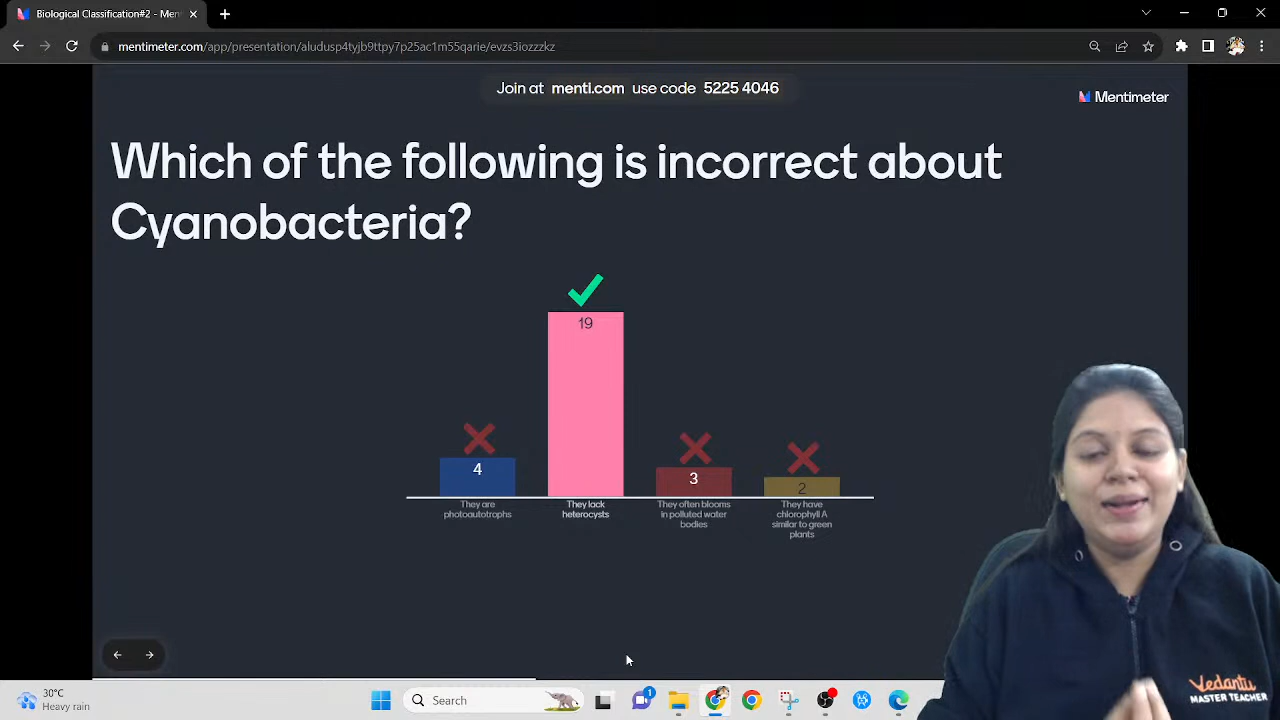 Biological Classification#2 - Men
mentimeter.com/app/presentation/aludusp4tyjb9ttpy7p25ac1m55qarie/evzs3iozzzkz
Join at menti.com use code 5225 4046
Mentimeter
Which of the following is incorrect about
Cyanobacteria?
19
4
3
2
They are
photoautotrophs
They lack
heterocysts
They often blooms
in polluted water
bodies
They have
chlorophyll A
similar to green
plants
Vedantu
MASTER TEACHER
30°C
Heavy rain
Search
1